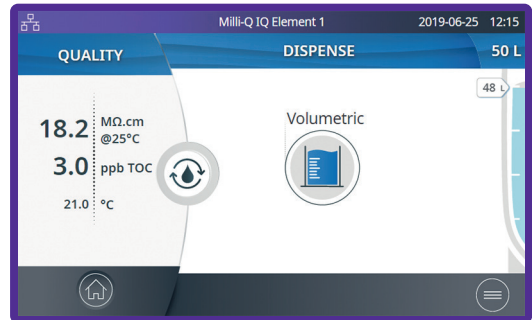 Milli-Q IQ Element 1 2019-06-25 12:15
QUALITY DISPENSE 50 L
48 L
Volumetric
18.2 MΩ.cm
@25°C
3.0 ppb TOC
21.0 °C